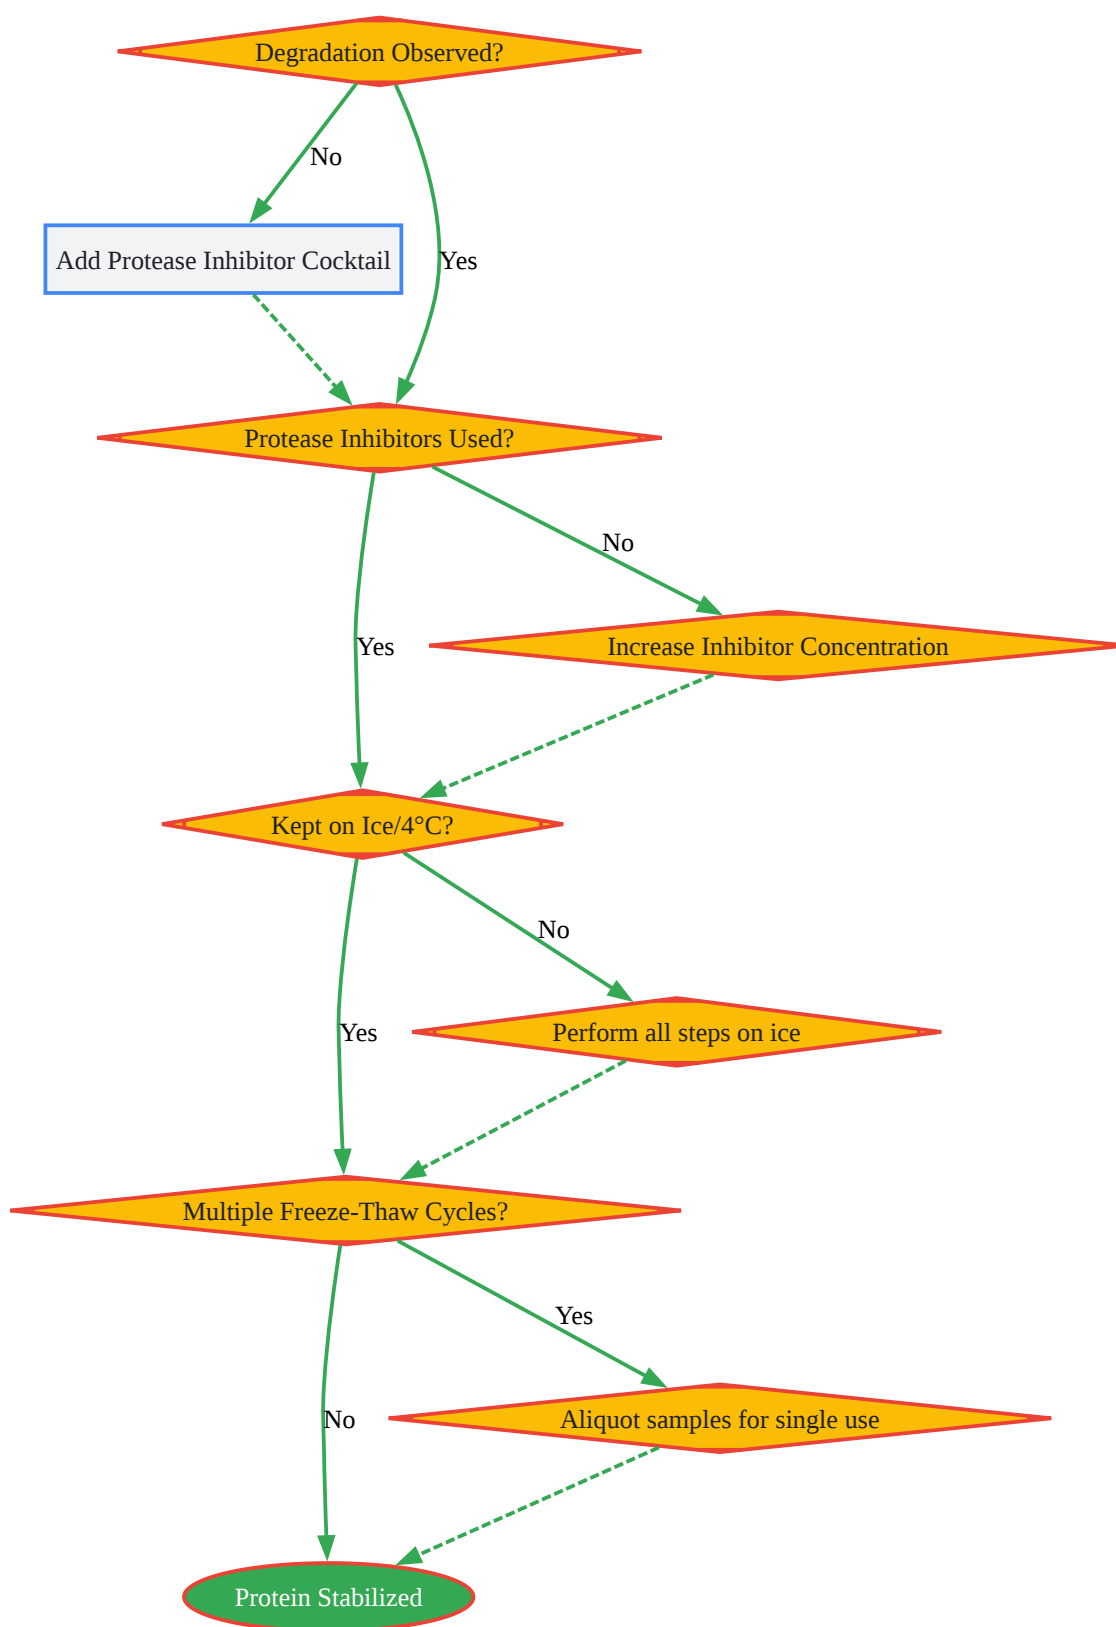 Degradation Observed?
No
Add Protease Inhibitor Cocktail
Yes
Protease Inhibitors Used?
No
Yes
Increase Inhibitor Concentration
Kept on Ice/4°C?
No
Yes
Perform all steps on ice
Multiple Freeze-Thaw Cycles?
Yes
No
Aliquot samples for single use
Protein Stabilized